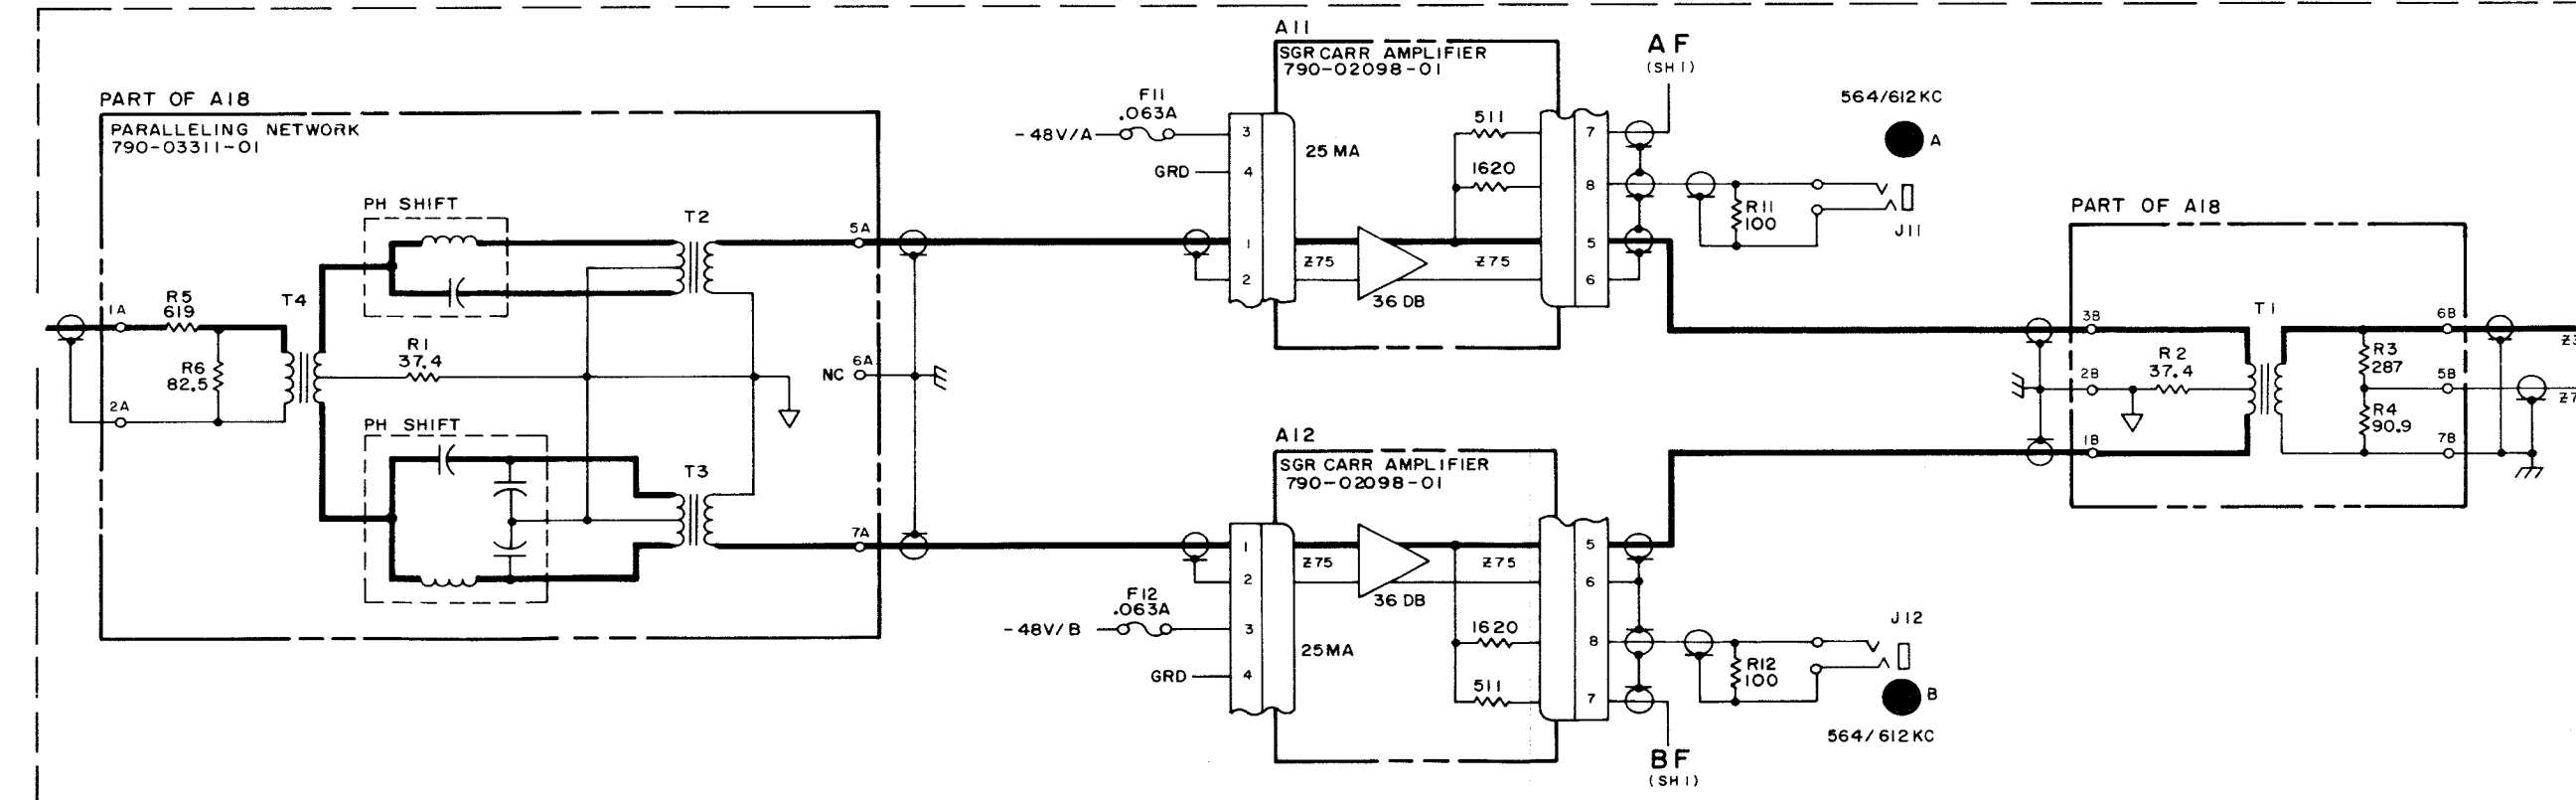 PART OF A18
PARALLELING NETWORK
790-03311-01
PH SHIFT
T2
5A
R5
619
1A
T4
R6
82.5
2A
R1
37.4
6A
NC
PH SHIFT
T3
7A
A11
SGR CARR AMPLIFIER
790-02098-01
F11
.063A
-48V/A
3
25 MA
GRD
4
1
2
Z75
36 DB
Z75
511
1620
7
8
5
6
AF
(SH 1)
564/612KC
A
R11
100
J11
A12
SGR CARR AMPLIFIER
790-02098-01
1
2
Z75
36 DB
Z75
F12
.063A
-48V/B
3
25MA
GRD
4
1620
511
5
6
8
7
BF
(SH 1)
J12
R12
100
B
564/612KC
PART OF A18
3B
T1
6B
R2
37.4
2B
R3
287
5B
R4
90.9
1B
7B